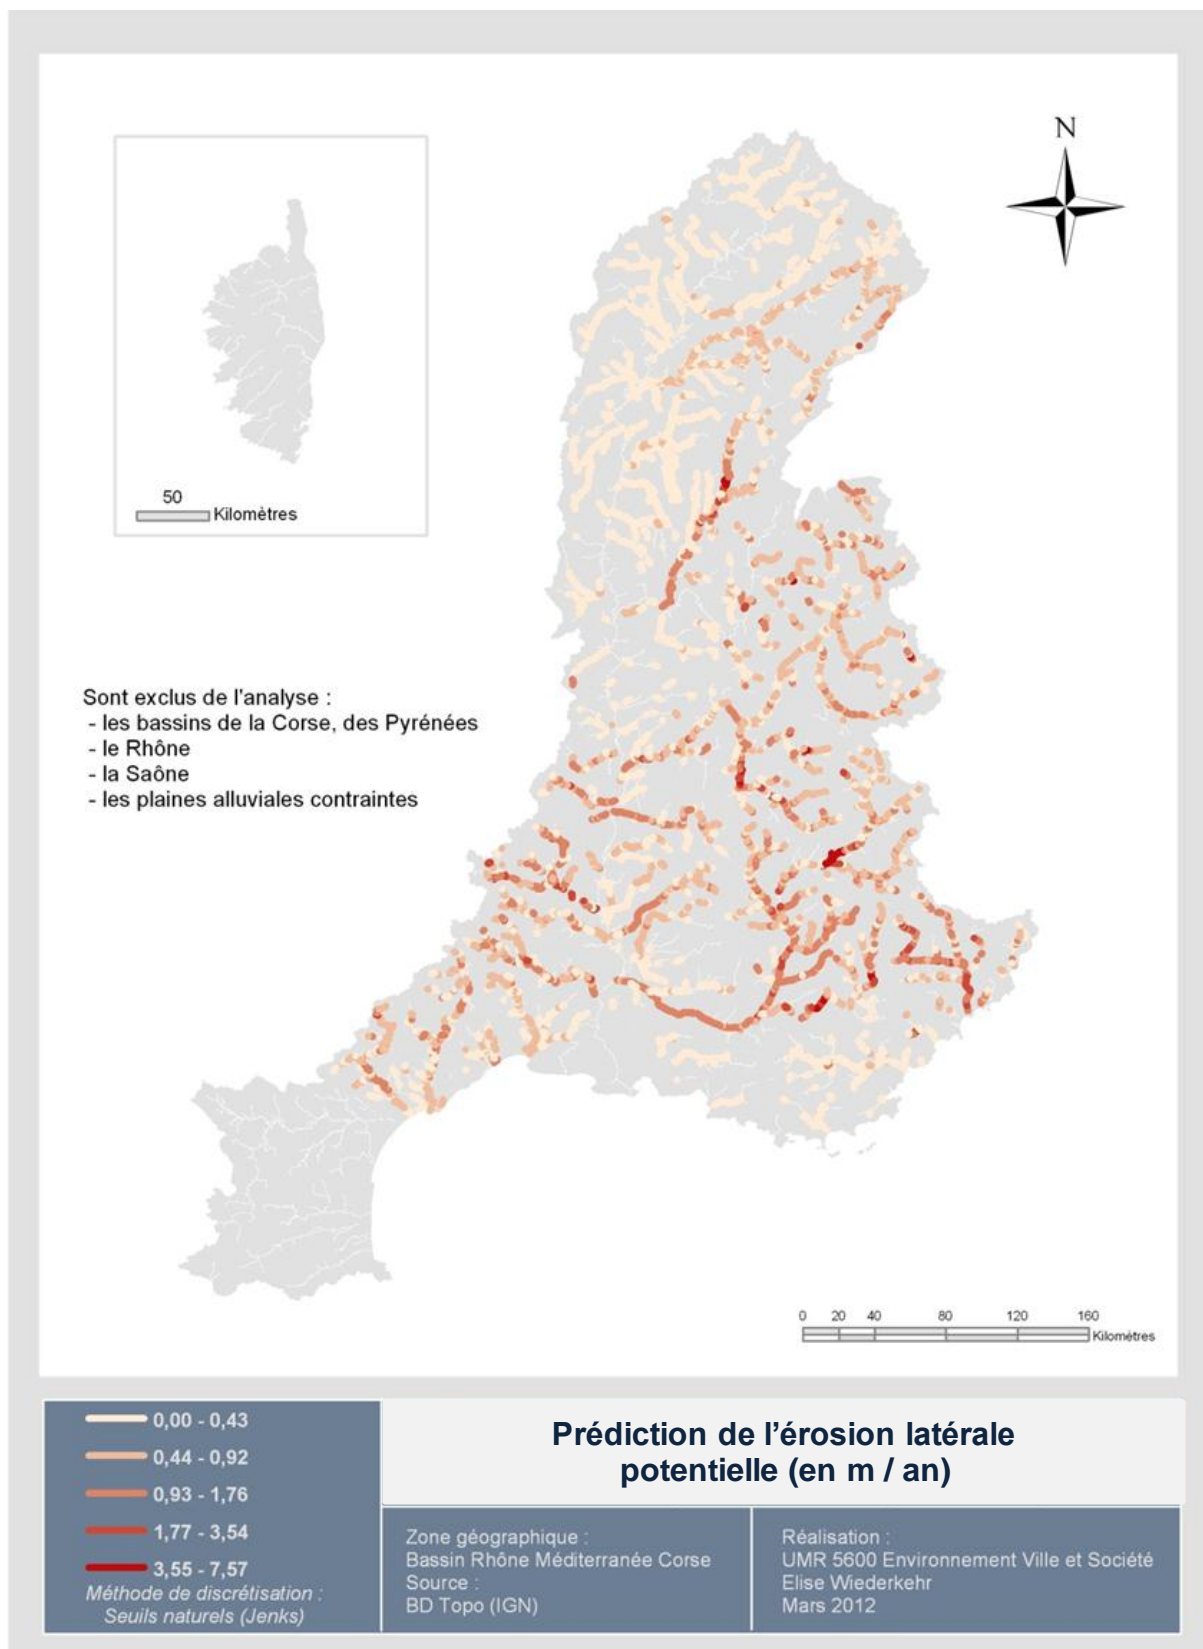 N
50
Kilomètres
Sont exclus de l'analyse :
- les bassins de la Corse, des Pyrénées
- le Rhône
- la Saône
- les plaines alluviales contraintes
0 20 40 80 120 160
Kilomètres
0,00 - 0,43
0,44 - 0,92
0,93 - 1,76
1,77 - 3,54
3,55 - 7,57
Méthode de discrétisation :
Seuils naturels (Jenks)
Prédiction de l’érosion latérale
potentielle (en m / an)
Zone géographique :
Bassin Rhône Méditerranée Corse
Source :
BD Topo (IGN)
Réalisation :
UMR 5600 Environnement Ville et Société
Elise Wiederkehr
Mars 2012